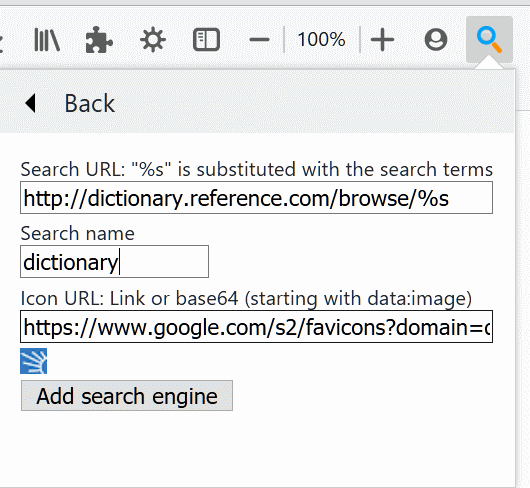 100%
Back
Search URL: "%s" is substituted with the search terms
http://dictionary.reference.com/browse/%s
Search name
dictionary
Icon URL: Link or base64 (starting with data:image)
https://www.google.com/s2/favicons?domain=
Add search engine